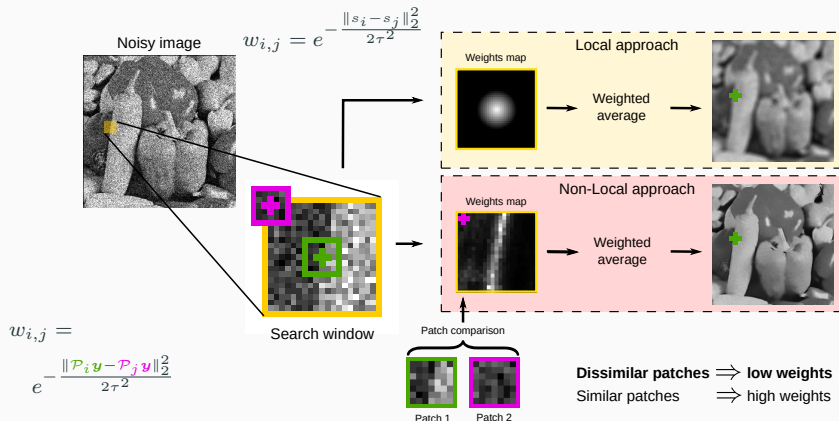 Noisy image
w_{i,j} = e^{-\frac{\|s_i - s_j\|_2^2}{2\tau^2}}
Local approach
Weights map
Weighted
average
Non-Local approach
Weights map
Weighted
average
Search window
w_{i,j} =
e^{-\frac{\|\mathcal{P}_i y - \mathcal{P}_j y\|_2^2}{2\tau^2}}
Patch comparison
Patch 1
Patch 2
Dissimilar patches ⇒ low weights
Similar patches ⇒ high weights